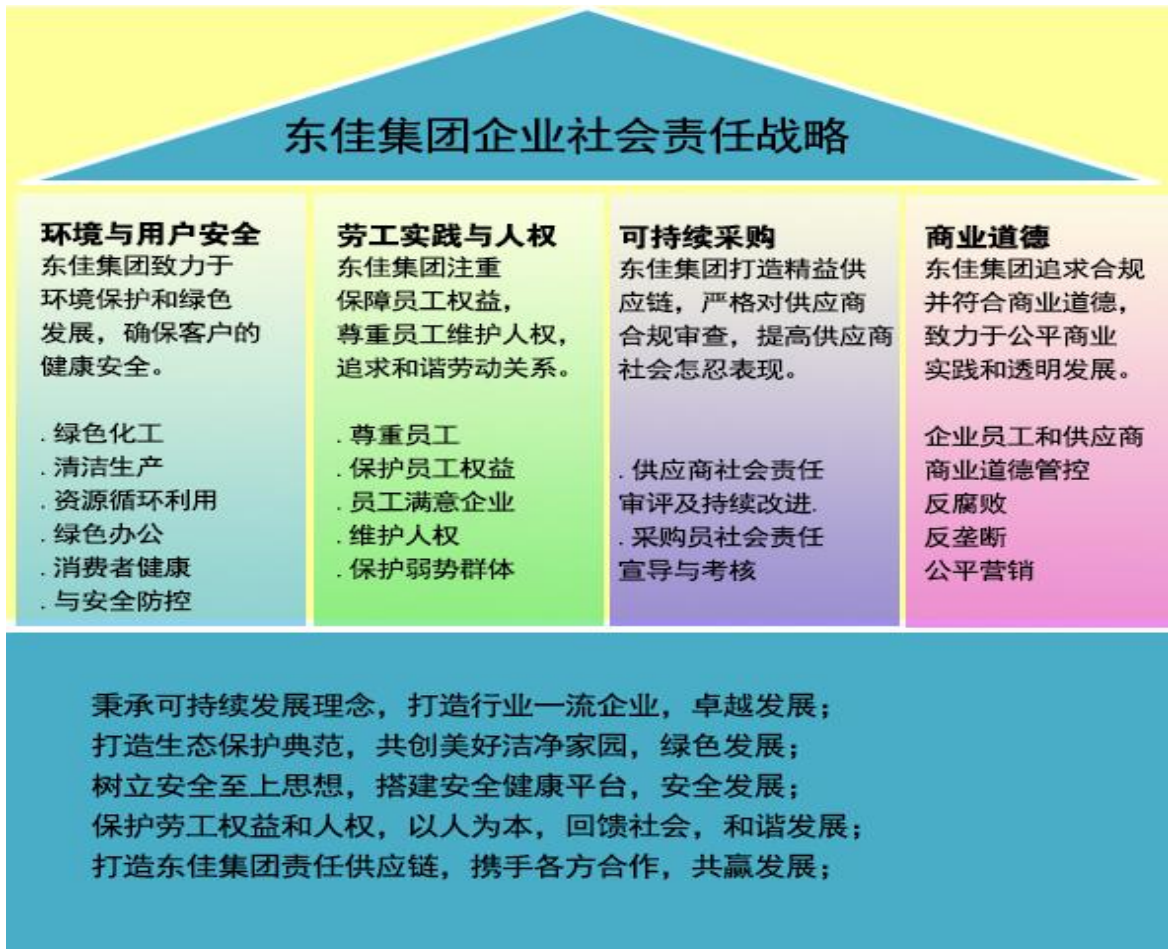 东佳集团企业社会责任战略
环境与用户安全
东佳集团致力于
环境保护和绿色
发展，确保客户的
健康安全。
. 绿色化工
. 清洁生产
. 资源循环利用
. 绿色办公
. 消费者健康
. 与安全防控
劳工实践与人权
东佳集团注重
保障员工权益，
尊重员工维护人权，
追求和谐劳动关系。
. 尊重员工
. 保护员工权益
. 员工满意企业
. 维护人权
. 保护弱势群体
可持续采购
东佳集团打造精益供
应链，严格对供应商
合规审查，提高供应商
社会怎忍表现。
. 供应商社会责任
审评及持续改进.
. 采购员社会责任
宣导与考核
商业道德
东佳集团追求合规
并符合商业道德，
致力于公平商业
实践和透明发展。
企业员工和供应商
商业道德管控
反腐败
反垄断
公平营销
秉承可持续发展理念，打造行业一流企业，卓越发展；
打造生态保护典范，共创美好洁净家园，绿色发展；
树立安全至上思想，搭建安全健康平台，安全发展；
保护劳工权益和人权，以人为本，回馈社会，和谐发展；
打造东佳集团责任供应链，携手各方合作，共赢发展；